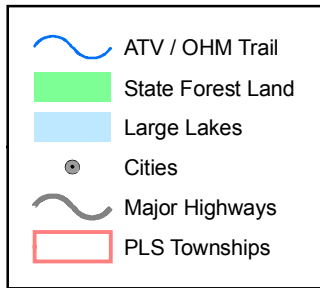 ATV / OHM Trail
State Forest Land
Large Lakes
Cities
Major Highways
PLS Townships